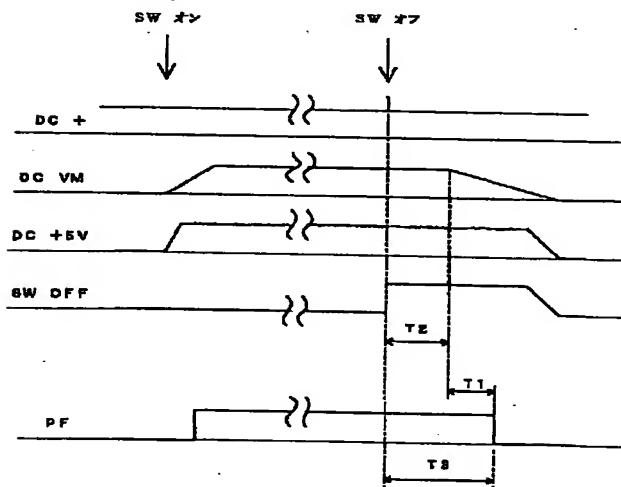 SW オン SW オフ
DC +
DC VM
DC +5V
SW OFF
T2
T1
PF
T3